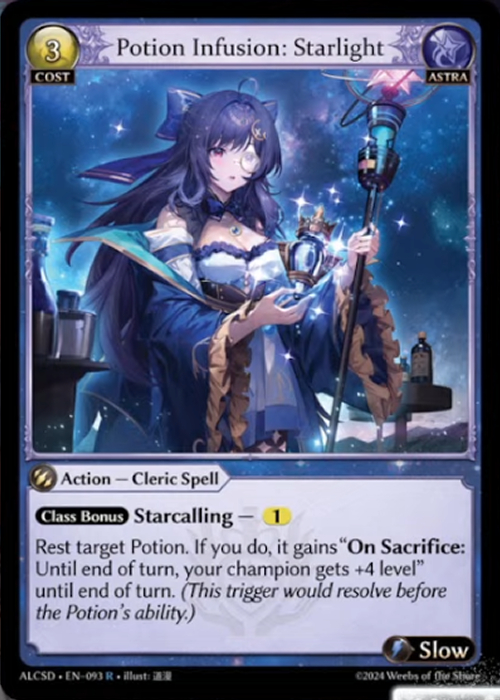 3
Potion Infusion: Starlight
COST
ASTRA
Action — Cleric Spell
Class Bonus Starcalling — 1
Rest target Potion. If you do, it gains “On Sacrifice:
Until end of turn, your champion gets +4 level”
until end of turn. (This trigger would resolve before
the Potion's ability.)
Slow
ALCSD • EN-093 R • illust: 道濠
©2024 Weebs of the Shore